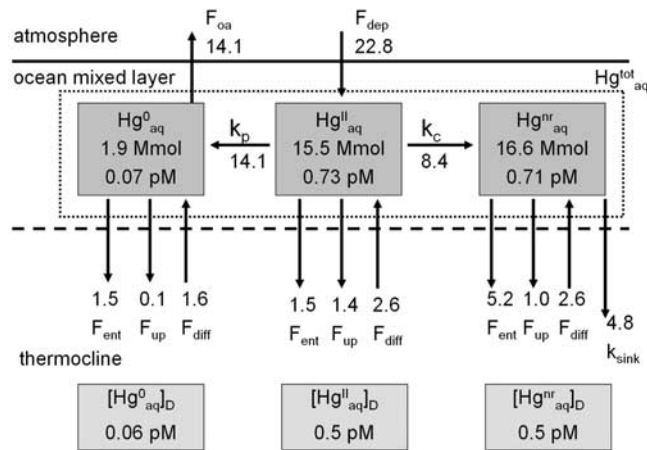 F_oa
F_dep
atmosphere
14.1
22.8
ocean mixed layer
Hg^tot_aq
Hg^0_aq
1.9 Mmol
0.07 pM
k_p
14.1
Hg^II_aq
15.5 Mmol
0.73 pM
k_c
8.4
Hg^nr_aq
16.6 Mmol
0.71 pM
1.5 0.1 1.6
F_ent F_up F_diff
1.5 1.4 2.6
F_ent F_up F_diff
5.2 1.0 2.6
F_ent F_up F_diff
4.8
k_sink
thermocline
[Hg^0_aq]_D
0.06 pM
[Hg^II_aq]_D
0.5 pM
[Hg^nr_aq]_D
0.5 pM